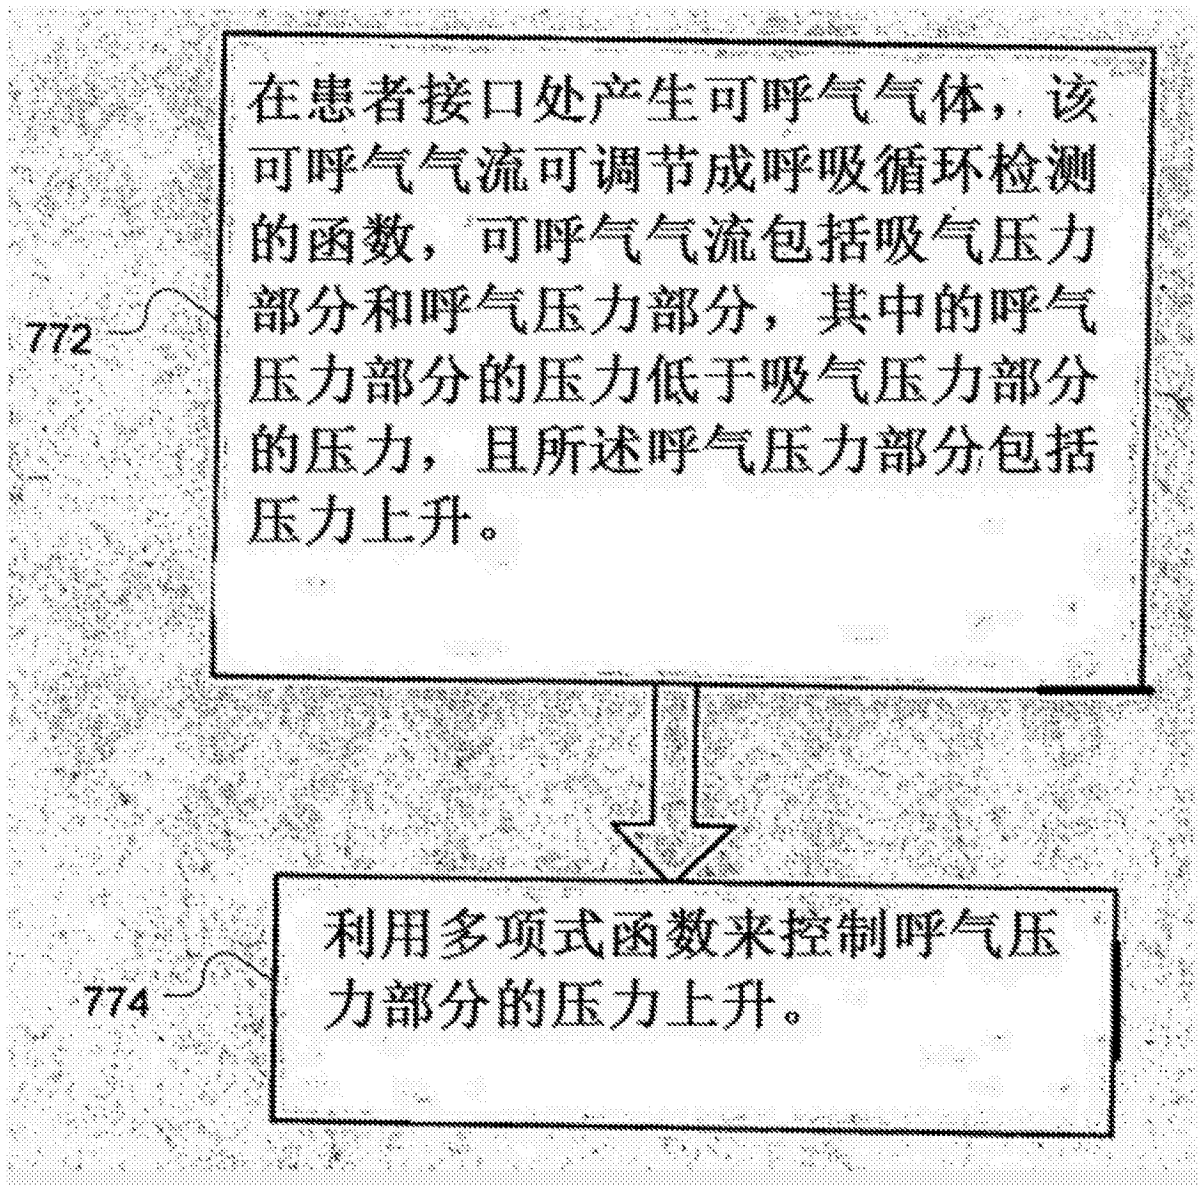 在患者接口处产生可呼气气体，该
可呼气气流可调节成呼吸循环检测
的函数，可呼气气流包括吸气压力
部分和呼气压力部分，其中的呼气
压力部分的压力低于吸气压力部分
的压力，且所述呼气压力部分包括
压力上升。
772
利用多项式函数来控制呼气压
力部分的压力上升。
774